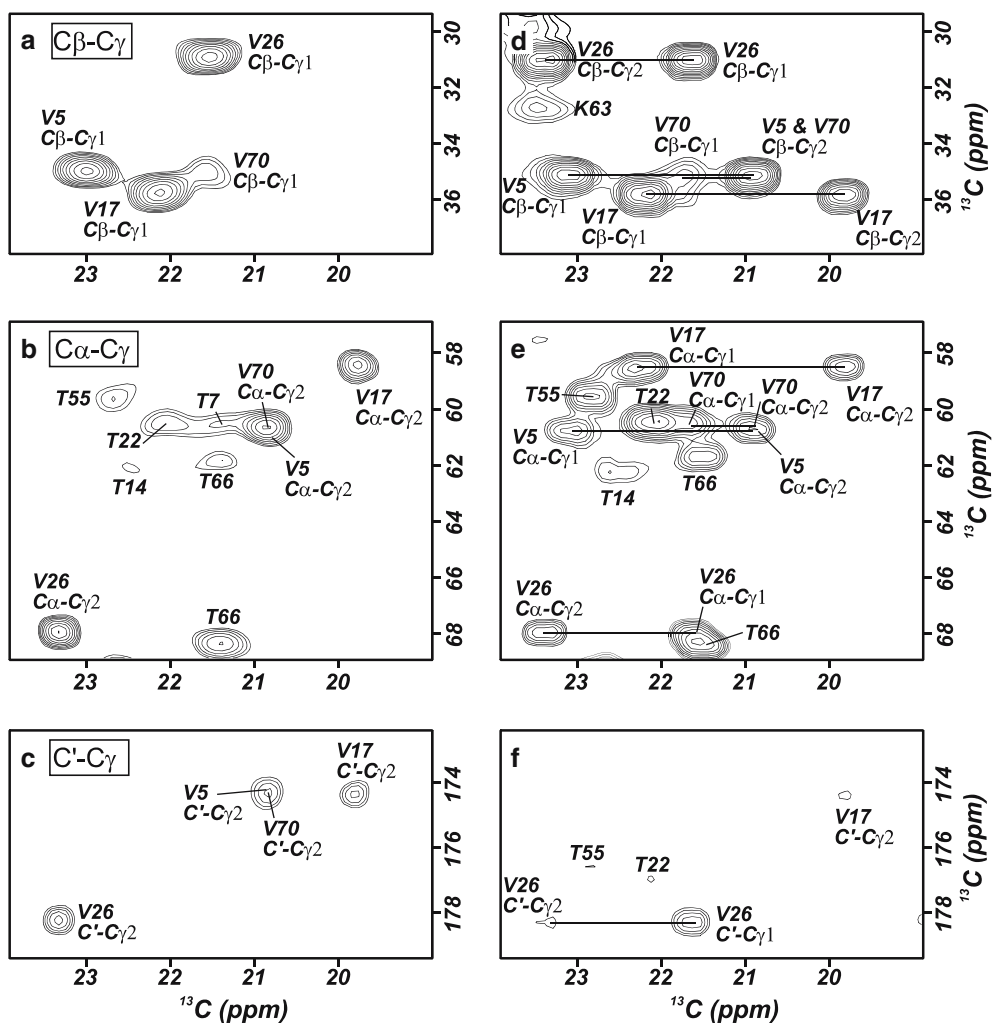 a Cβ-Cγ
V26
Cβ-Cγ1
V5
Cβ-Cγ1
V70
Cβ-Cγ1
V17
Cβ-Cγ1
23 22 21 20
d
V26
Cβ-Cγ2
V26
Cβ-Cγ1
K63
V70
Cβ-Cγ1
V5 & V70
Cβ-Cγ2
V5
Cβ-Cγ1
V17
Cβ-Cγ1
V17
Cβ-Cγ2
30
32
34
36
13C (ppm)
23 22 21 20
b Cα-Cγ
T55
T7
V70
Cα-Cγ2
V17
Cα-Cγ2
T22
T14
T66
V5
Cα-Cγ2
V26
Cα-Cγ2
T66
58
60
62
64
66
68
23 22 21 20
e
V17
Cα-Cγ1
T55
T22
V70
Cα-Cγ1
V70
Cα-Cγ2
V17
Cα-Cγ2
V5
Cα-Cγ1
V5
Cα-Cγ2
T14
T66
V26
Cα-Cγ2
V26
Cα-Cγ1
T66
58
60
62
64
66
68
13C (ppm)
23 22 21 20
c C'-Cγ
V17
C'-Cγ2
V5
C'-Cγ2
V70
C'-Cγ2
V26
C'-Cγ2
174
176
178
23 22 21 20
13C (ppm)
f
V17
C'-Cγ2
T55
T22
V26
C'-Cγ2
V26
C'-Cγ1
174
176
178
13C (ppm)
23 22 21 20
13C (ppm)
30
32
34
36